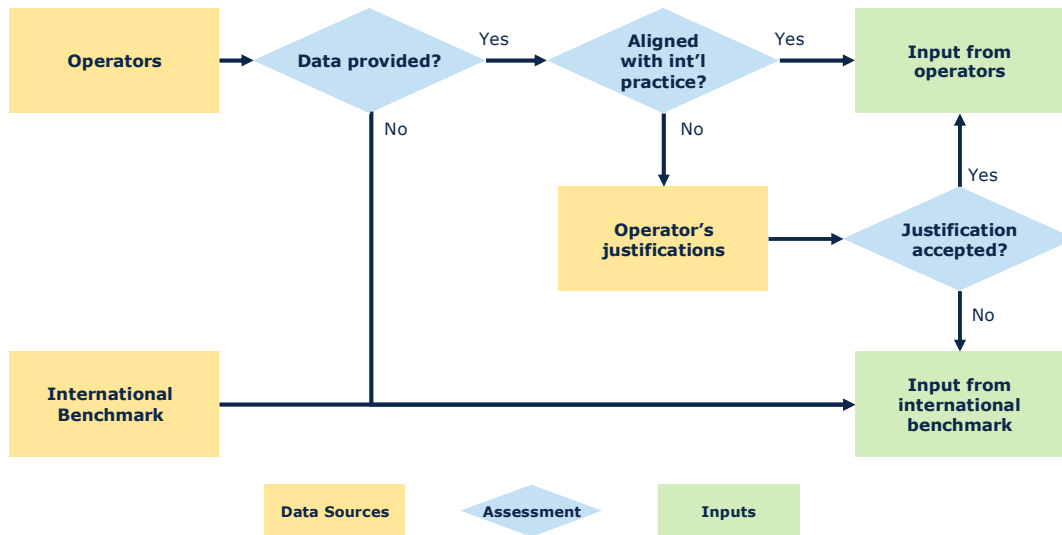 Operators
Data provided?
Yes
Aligned
with int’l
practice?
Yes
Input from
operators
No
No
Yes
Operator’s
justifications
Justification
accepted?
No
International
Benchmark
Input from
international
benchmark
Data Sources
Assessment
Inputs